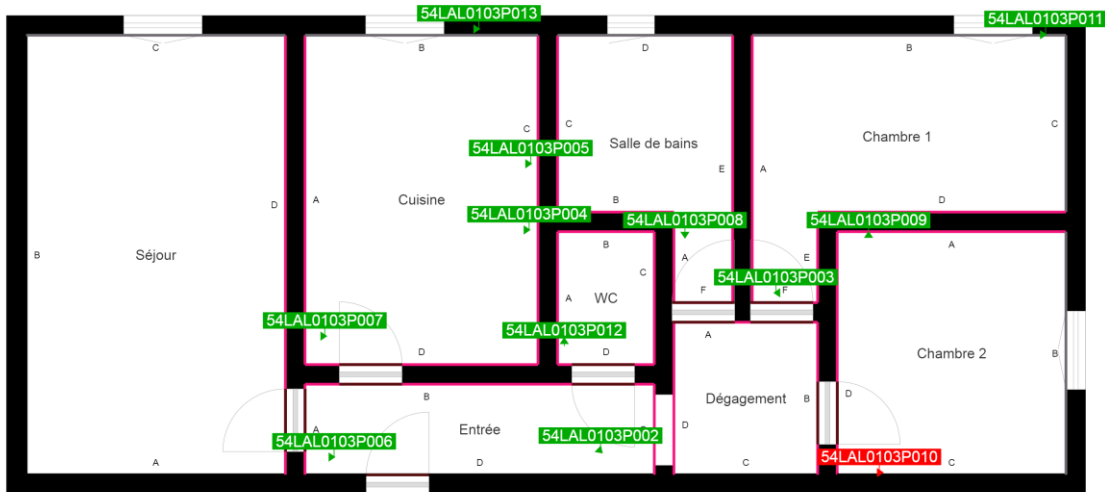 54LAL0103P013
54LAL0103P011
C
B
D
B
C
C
C
54LAL0103P005
Salle de bains
Chambre 1
E
A
A
Cuisine
B
D
D
54LAL0103P004
54LAL0103P008
54LAL0103P009
B
Séjour
B
C
A
E
A
54LAL0103P003
A
WC
F
F
54LAL0103P007
54LAL0103P012
D
D
A
Chambre 2
B
B
Dégagement
B
D
D
A
Entrée
C
54LAL0103P002
54LAL0103P006
A
D
C
54LAL0103P010
C